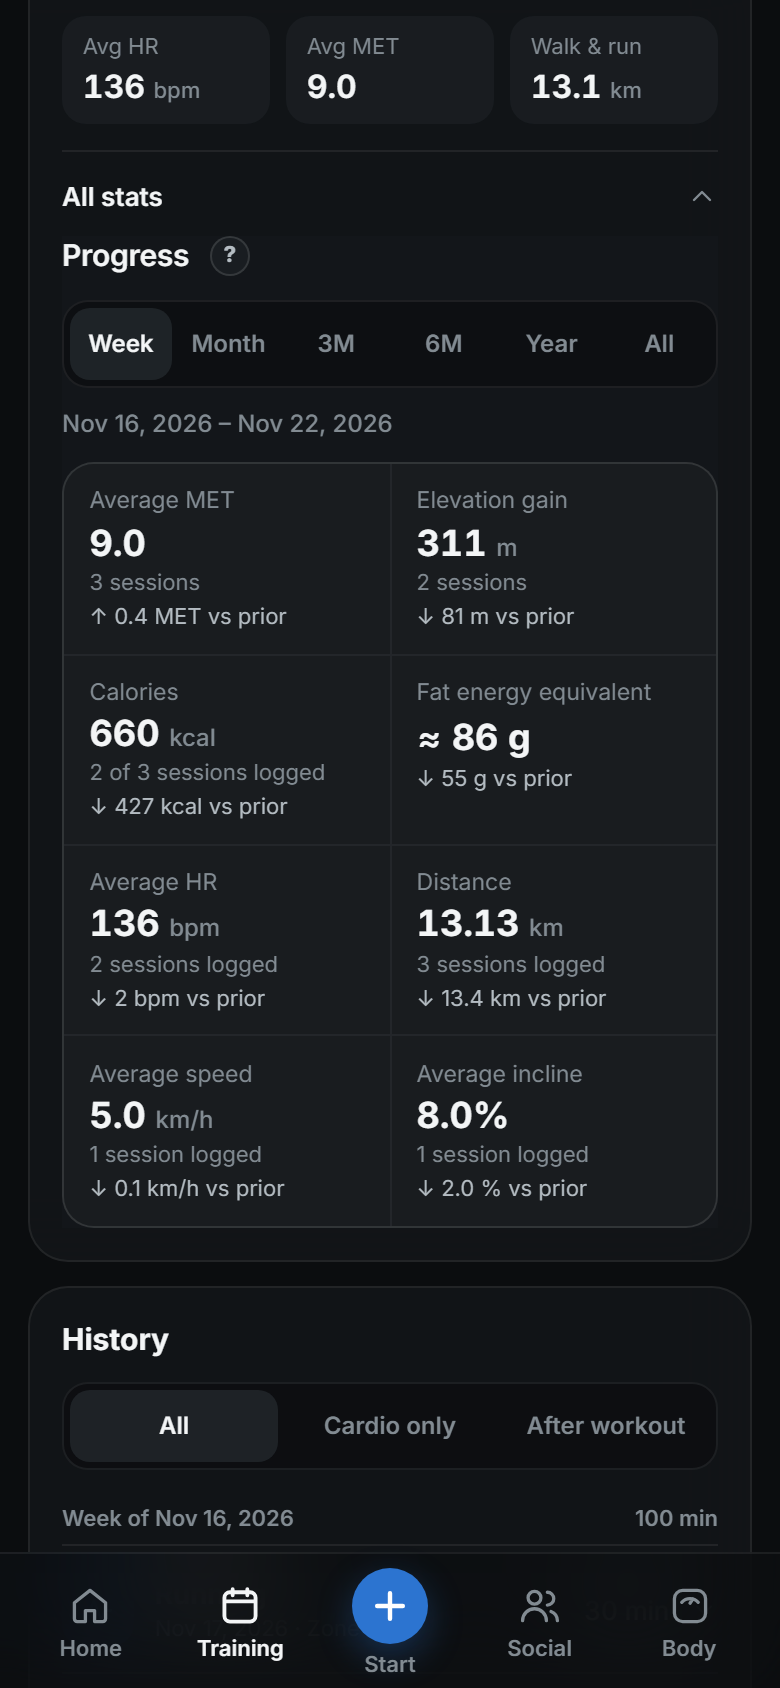 Avg HR
136 bpm
Avg MET
9.0
Walk & run
13.1 km
All stats
Progress ?
Week Month 3M 6M Year All
Nov 16, 2026 – Nov 22, 2026
Average MET
9.0
3 sessions
↑ 0.4 MET vs prior
Elevation gain
311 m
2 sessions
↓ 81 m vs prior
Calories
660 kcal
2 of 3 sessions logged
↓ 427 kcal vs prior
Fat energy equivalent
≈ 86 g
↓ 55 g vs prior
Average HR
136 bpm
2 sessions logged
↓ 2 bpm vs prior
Distance
13.13 km
3 sessions logged
↓ 13.4 km vs prior
Average speed
5.0 km/h
1 session logged
↓ 0.1 km/h vs prior
Average incline
8.0%
1 session logged
↓ 2.0 % vs prior
History
All Cardio only After workout
Week of Nov 16, 2026 100 min
Home
Training
Start
Social
Body